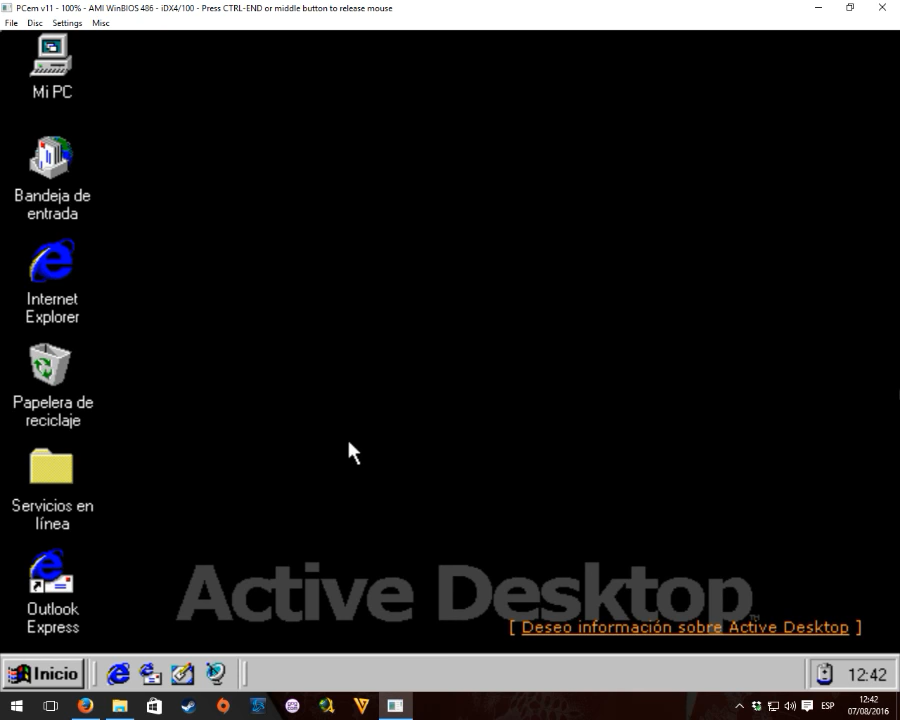 PCem v11 - 100% - AMI WinBIOS 486 - iDX4/100 - Press CTRL-END or middle button to release mouse
File Disc Settings Misc
Mi PC
Bandeja de
entrada
Internet
Explorer
Papelera de
reciclaje
Servicios en
línea
Outlook
Express
Active Desktop™
[ Deseo información sobre Active Desktop ]
Inicio
12:42
ESP
12:42
07/08/2016